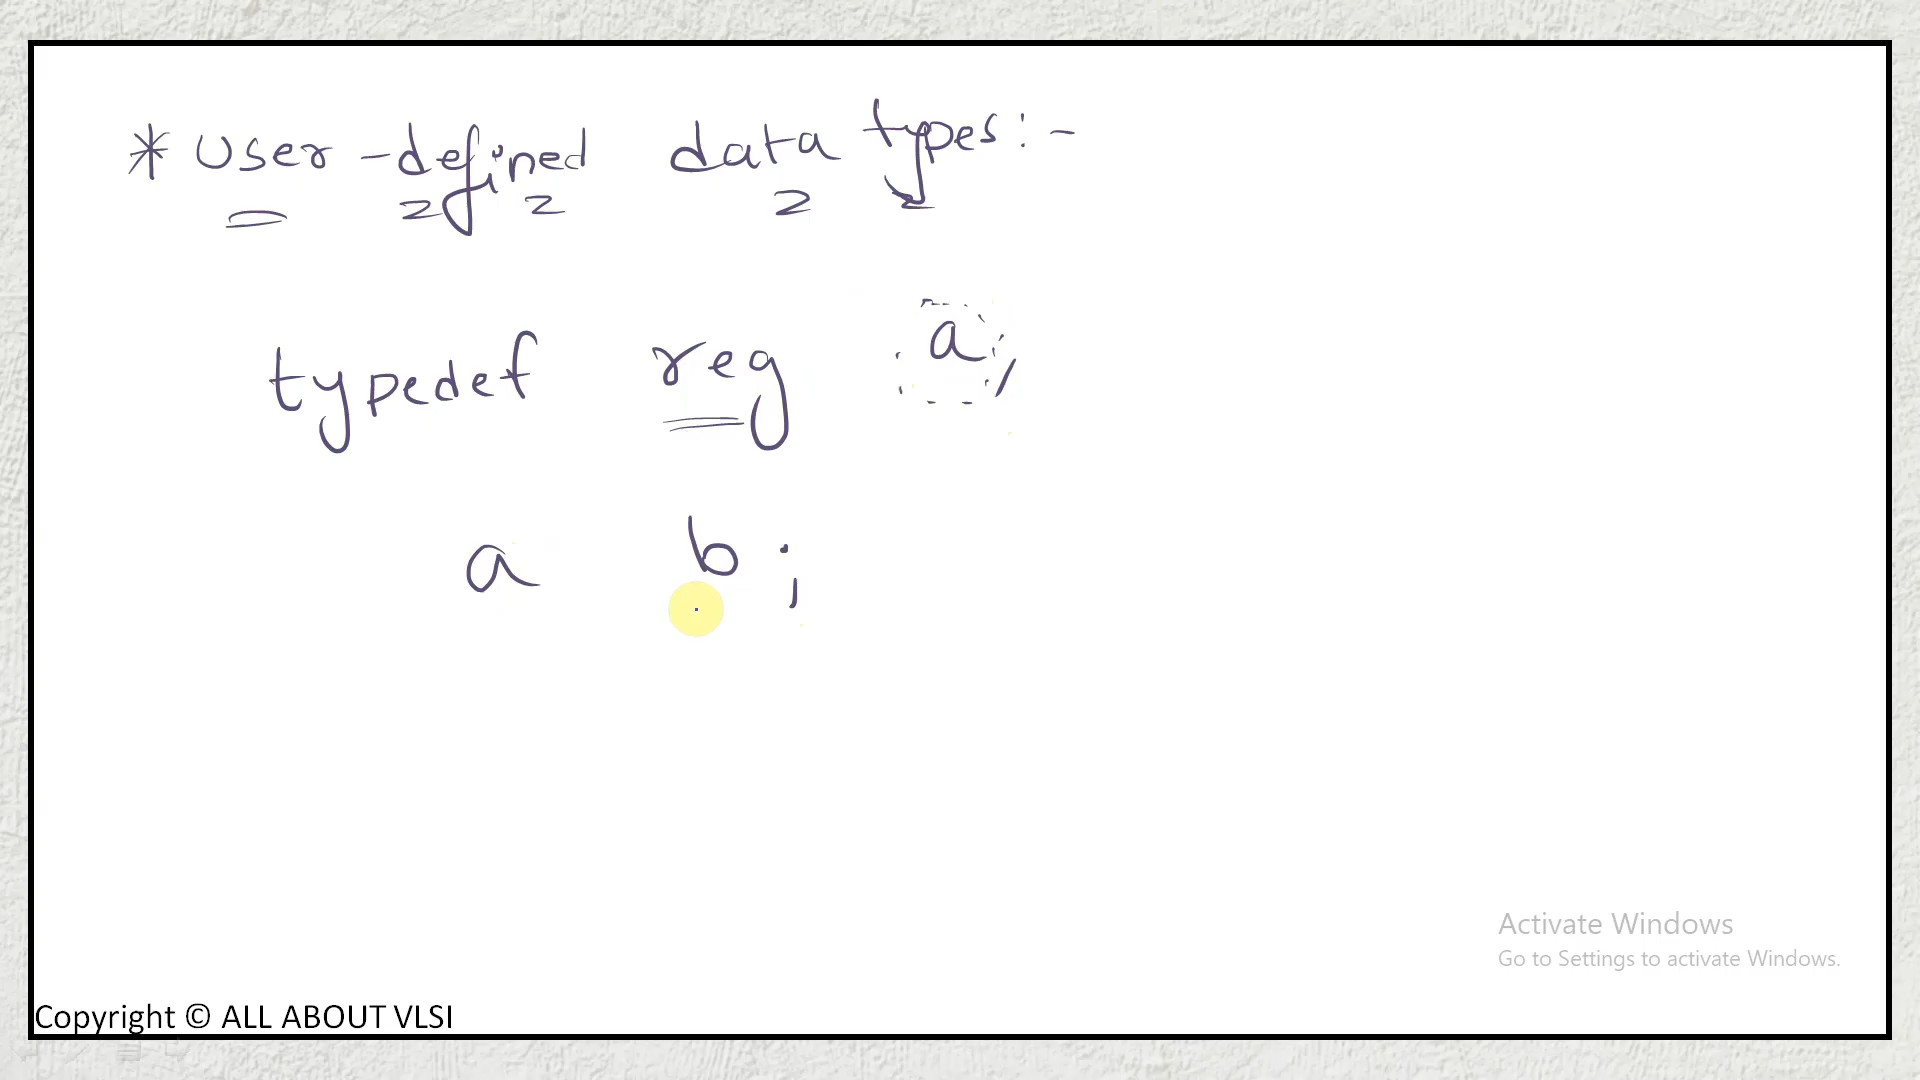 * User-defined data types:-
typedef reg a;
a b;
Activate Windows
Go to Settings to activate Windows.
Copyright © ALL ABOUT VLSI